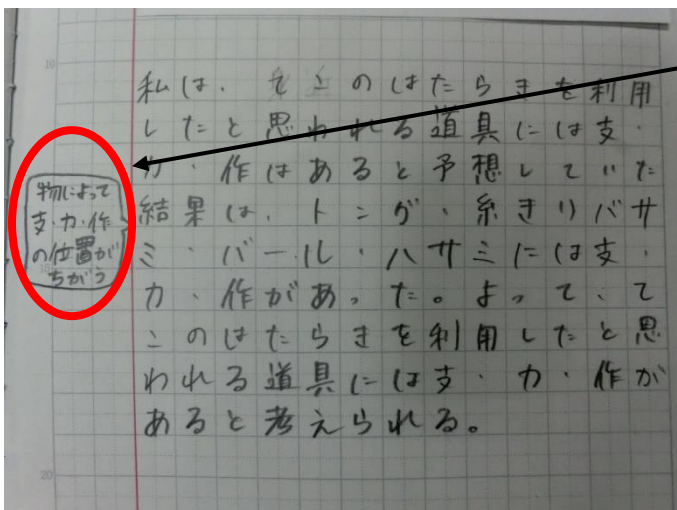 10
私は、てこのはたらきを利用
したと思われる道具には支・
力・作はあると予想していた
結果は、トング・糸きりバサ
ミ・バール・ハサミには支・
力・作があった。よって、て
このはたらきを利用したと思
われる道具には支・力・作が
あると考えられる。
物によって
支・力・作
の位置が
ちがう
15
20